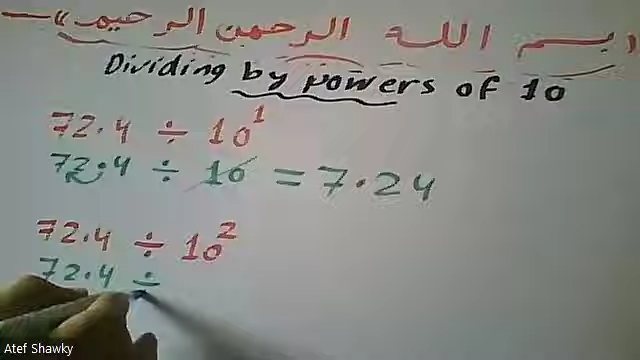 بسم الله الرحمن الرحيم
Dividing by powers of 10
72.4 ÷ 10¹
72.4 ÷ 10 = 7.24
72.4 ÷ 10²
72.4 ÷
Atef Shawky